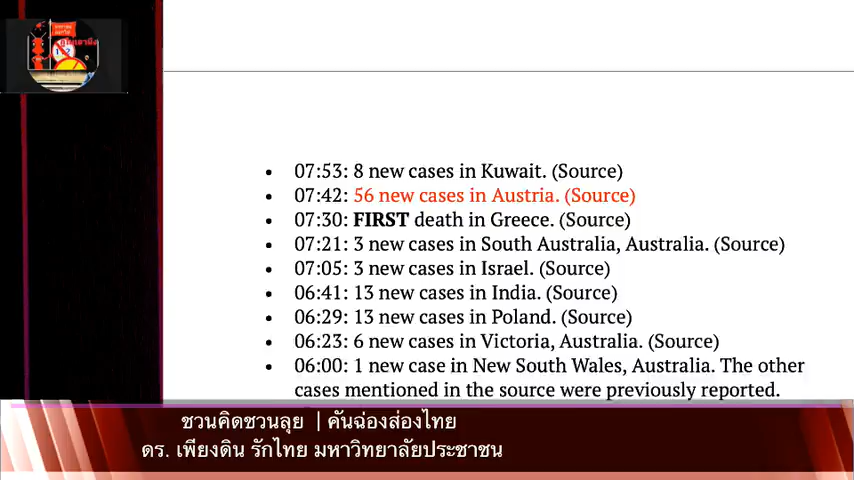 07:53: 8 new cases in Kuwait. (Source)
07:42: 56 new cases in Austria. (Source)
07:30: FIRST death in Greece. (Source)
07:21: 3 new cases in South Australia, Australia. (Source)
07:05: 3 new cases in Israel. (Source)
06:41: 13 new cases in India. (Source)
06:29: 13 new cases in Poland. (Source)
06:23: 6 new cases in Victoria, Australia. (Source)
06:00: 1 new case in New South Wales, Australia. The other
cases mentioned in the source were previously reported.
ชวนคิดชวนลุย | คันฉ่องส่องไทย
ดร. เพียงดิน รักไทย มหาวิทยาลัยประชาชน